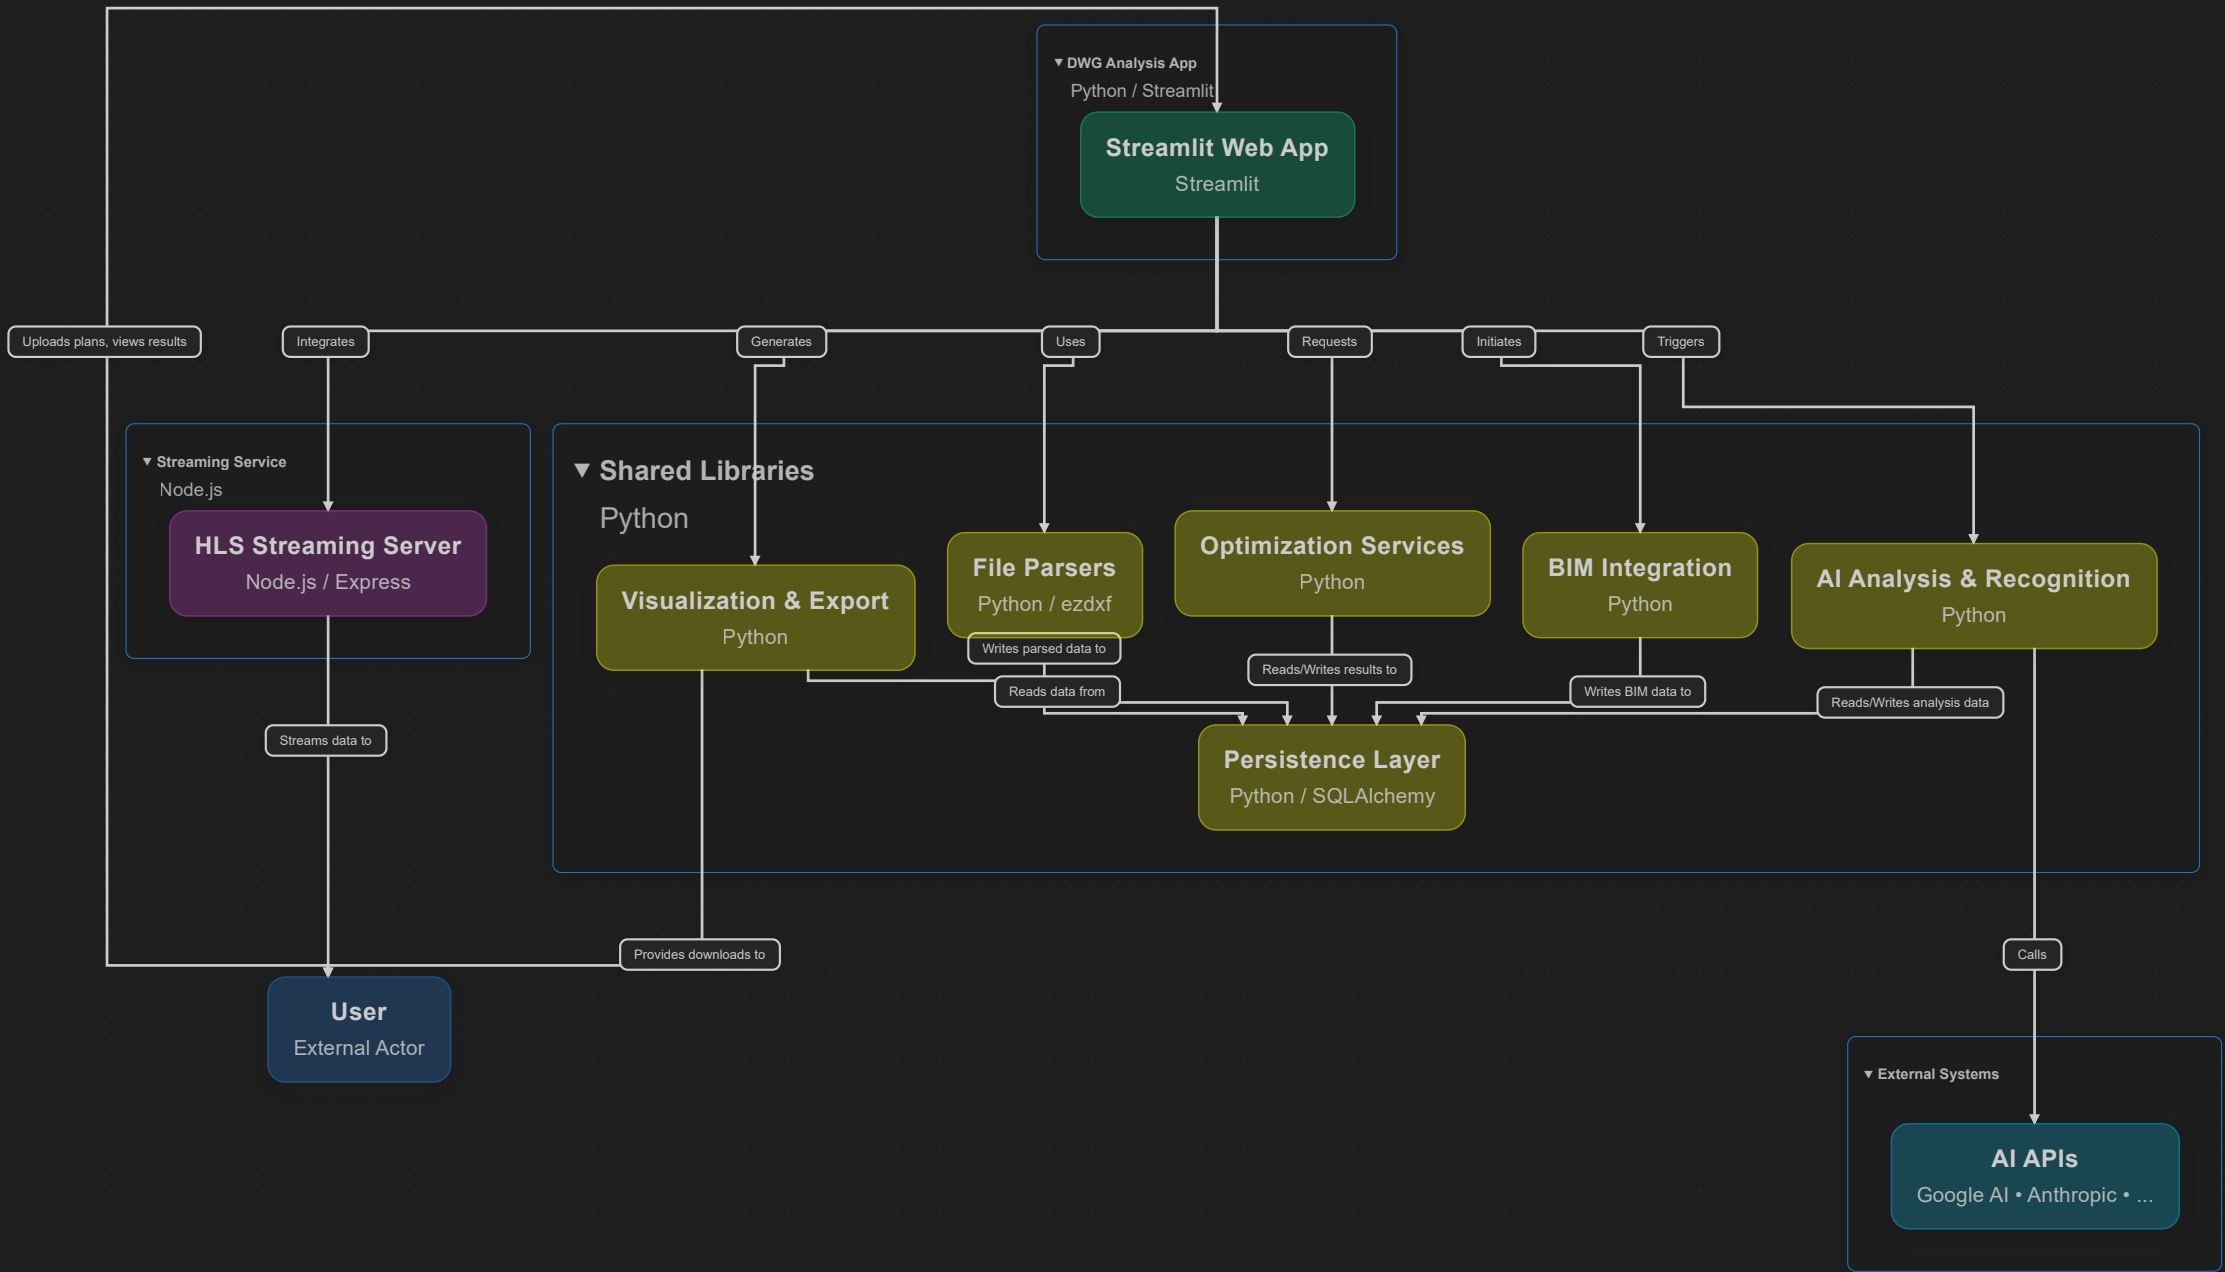 DWG Analysis App
Python / Streamlit
Streamlit Web App
Streamlit
Uploads plans, views results
Integrates
Generates
Uses
Requests
Initiates
Triggers
Streaming Service
Node.js
HLS Streaming Server
Node.js / Express
Shared Libraries
Python
Visualization & Export
Python
File Parsers
Python / ezdxf
Optimization Services
Python
BIM Integration
Python
AI Analysis & Recognition
Python
Writes parsed data to
Reads data from
Reads/Writes results to
Writes BIM data to
Reads/Writes analysis data
Streams data to
Persistence Layer
Python / SQLAlchemy
Provides downloads to
Calls
User
External Actor
External Systems
AI APIs
Google AI • Anthropic • ...